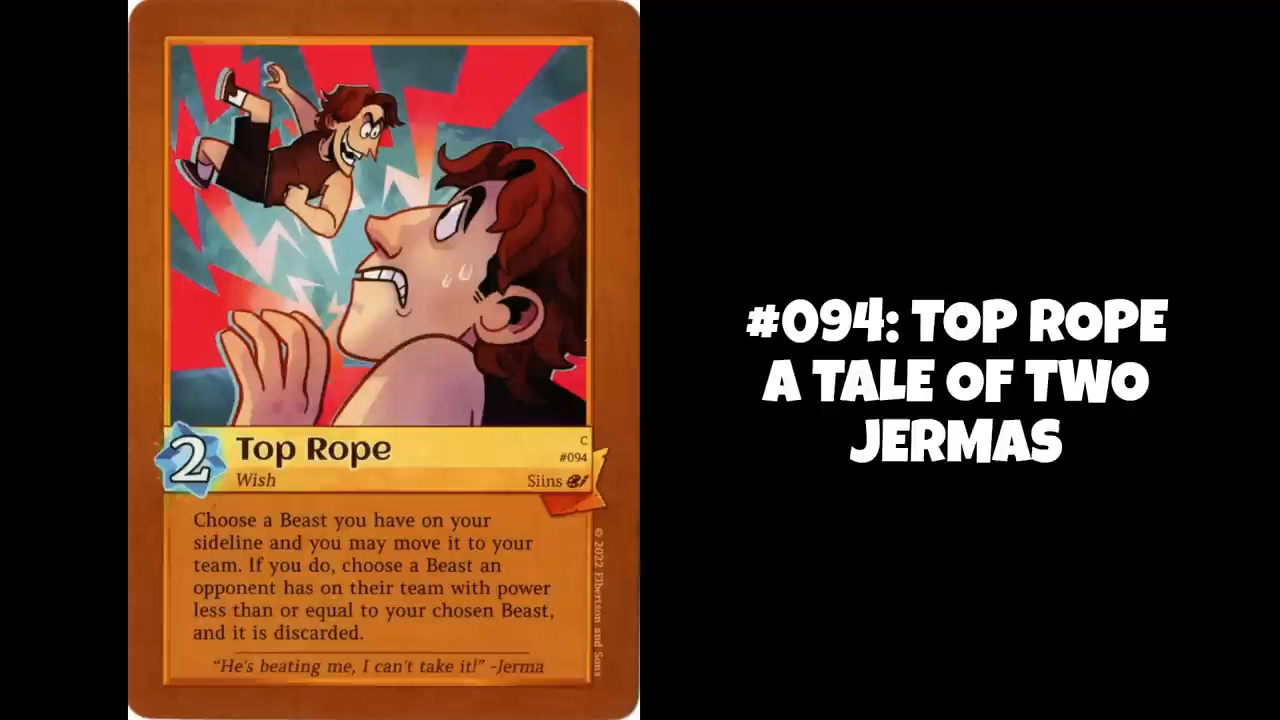 2
Top Rope
C
#094
Wish
Siins
Choose a Beast you have on your
sideline and you may move it to your
team. If you do, choose a Beast an
opponent has on their team with power
less than or equal to your chosen Beast,
and it is discarded.
"He's beating me, I can't take it!" -Jerma
© 2022 Elbertson and Sons
#094: TOP ROPE
A TALE OF TWO
JERMAS